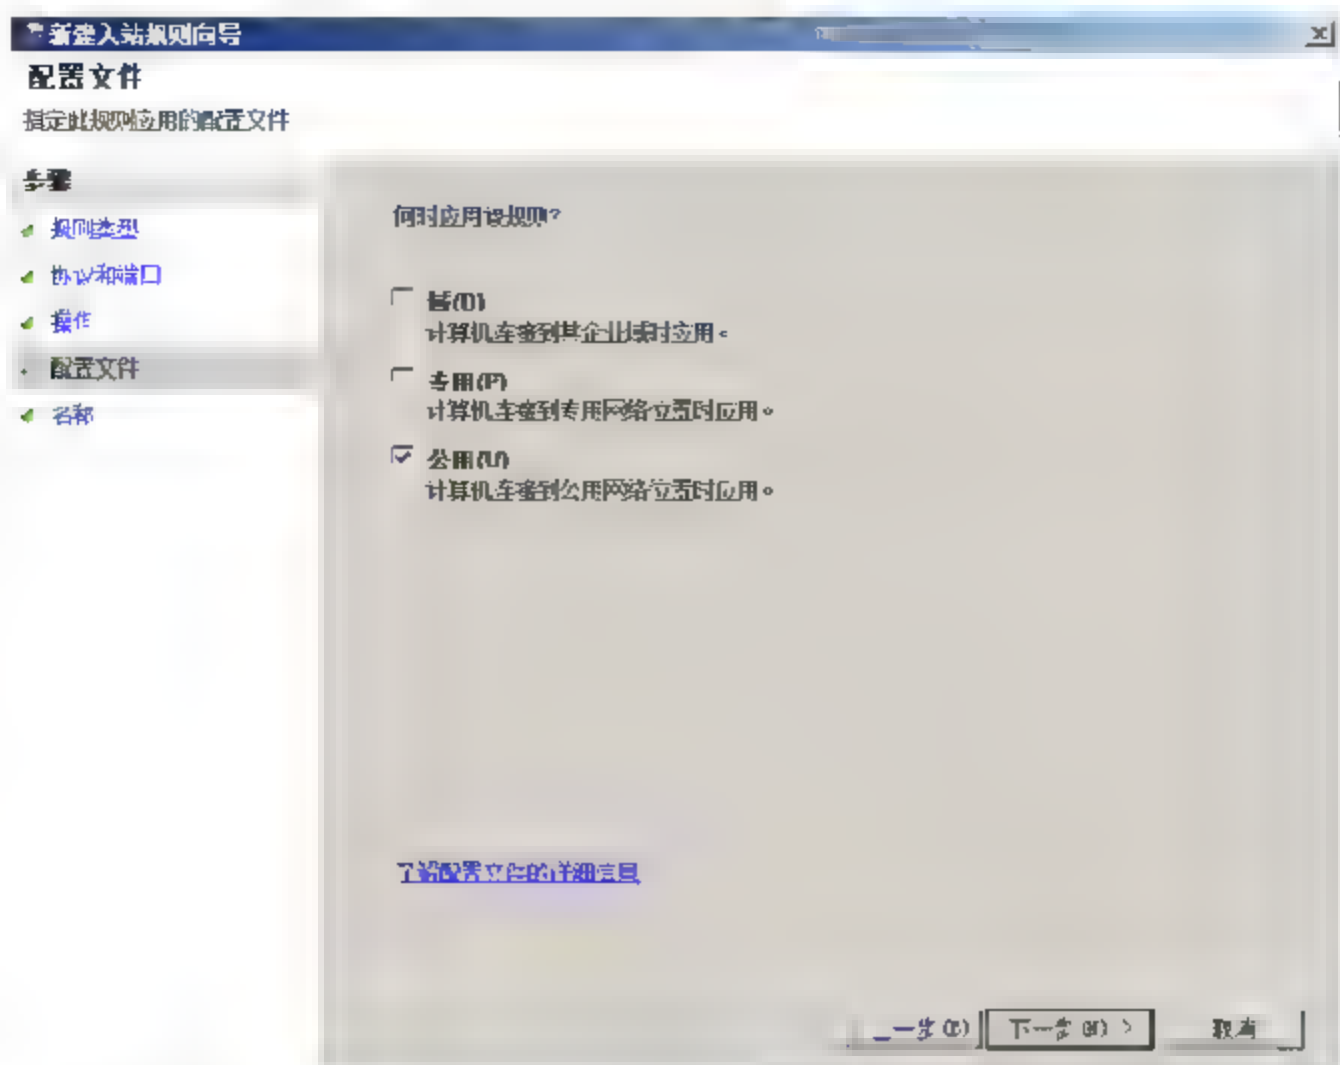 新建入站规则向导
配置文件
指定此规则应用的配置文件
步骤
规则类型
协议和端口
操作
配置文件
名称
何时应用该规则?
域(D)
计算机连接到其企业域时应用。
专用(P)
计算机连接到专用网络位置时应用。
公用(U)
计算机连接到公用网络位置时应用。
了解配置文件的详细信息
上一步(B) 下一步(N) > 取消